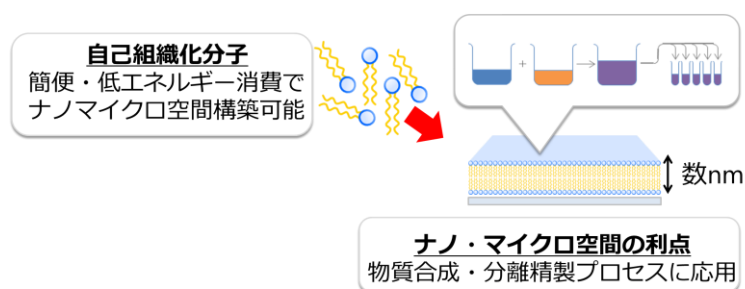 自己組織化分子
簡便・低エネルギー消費で
ナノマイクロ空間構築可能
+
数nm
ナノ・マイクロ空間の利点
物質合成・分離精製プロセスに応用